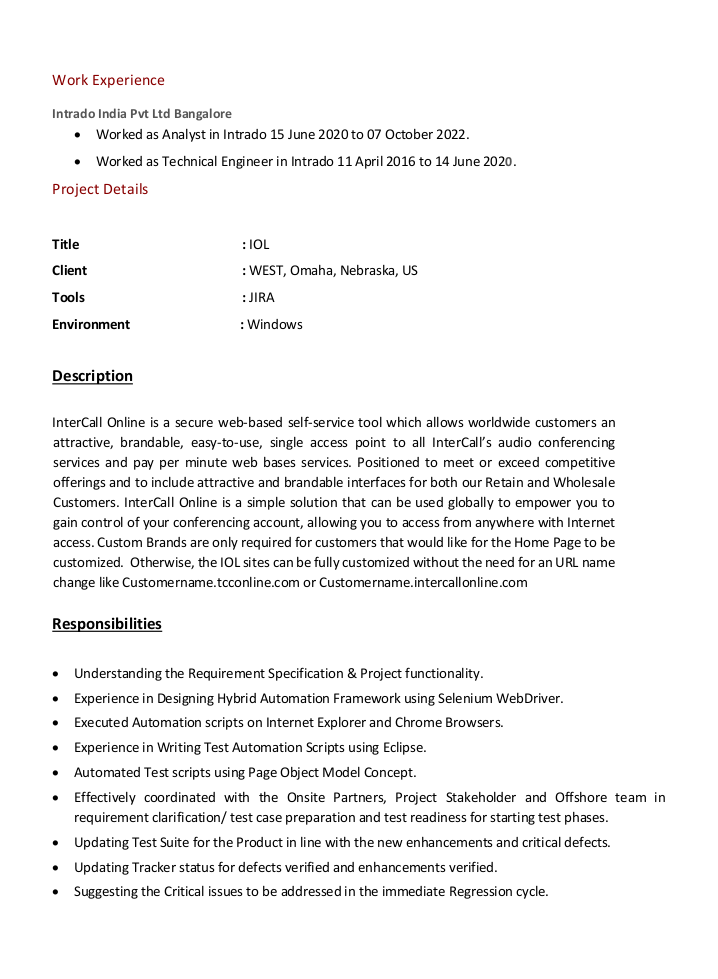 Work Experience
Intrado India Pvt Ltd Bangalore
• Worked as Analyst in Intrado 15 June 2020 to 07 October 2022.
• Worked as Technical Engineer in Intrado 11 April 2016 to 14 June 2020.
Project Details
Title : IOL
Client : WEST, Omaha, Nebraska, US
Tools : JIRA
Environment : Windows
Description
InterCall Online is a secure web-based self-service tool which allows worldwide customers an
attractive, brandable, easy-to-use, single access point to all InterCall’s audio conferencing
services and pay per minute web bases services. Positioned to meet or exceed competitive
offerings and to include attractive and brandable interfaces for both our Retain and Wholesale
Customers. InterCall Online is a simple solution that can be used globally to empower you to
gain control of your conferencing account, allowing you to access from anywhere with Internet
access. Custom Brands are only required for customers that would like for the Home Page to be
customized. Otherwise, the IOL sites can be fully customized without the need for an URL name
change like Customername.tcconline.com or Customername.intercallonline.com
Responsibilities
• Understanding the Requirement Specification & Project functionality.
• Experience in Designing Hybrid Automation Framework using Selenium WebDriver.
• Executed Automation scripts on Internet Explorer and Chrome Browsers.
• Experience in Writing Test Automation Scripts using Eclipse.
• Automated Test scripts using Page Object Model Concept.
• Effectively coordinated with the Onsite Partners, Project Stakeholder and Offshore team in
requirement clarification/ test case preparation and test readiness for starting test phases.
• Updating Test Suite for the Product in line with the new enhancements and critical defects.
• Updating Tracker status for defects verified and enhancements verified.
• Suggesting the Critical issues to be addressed in the immediate Regression cycle.